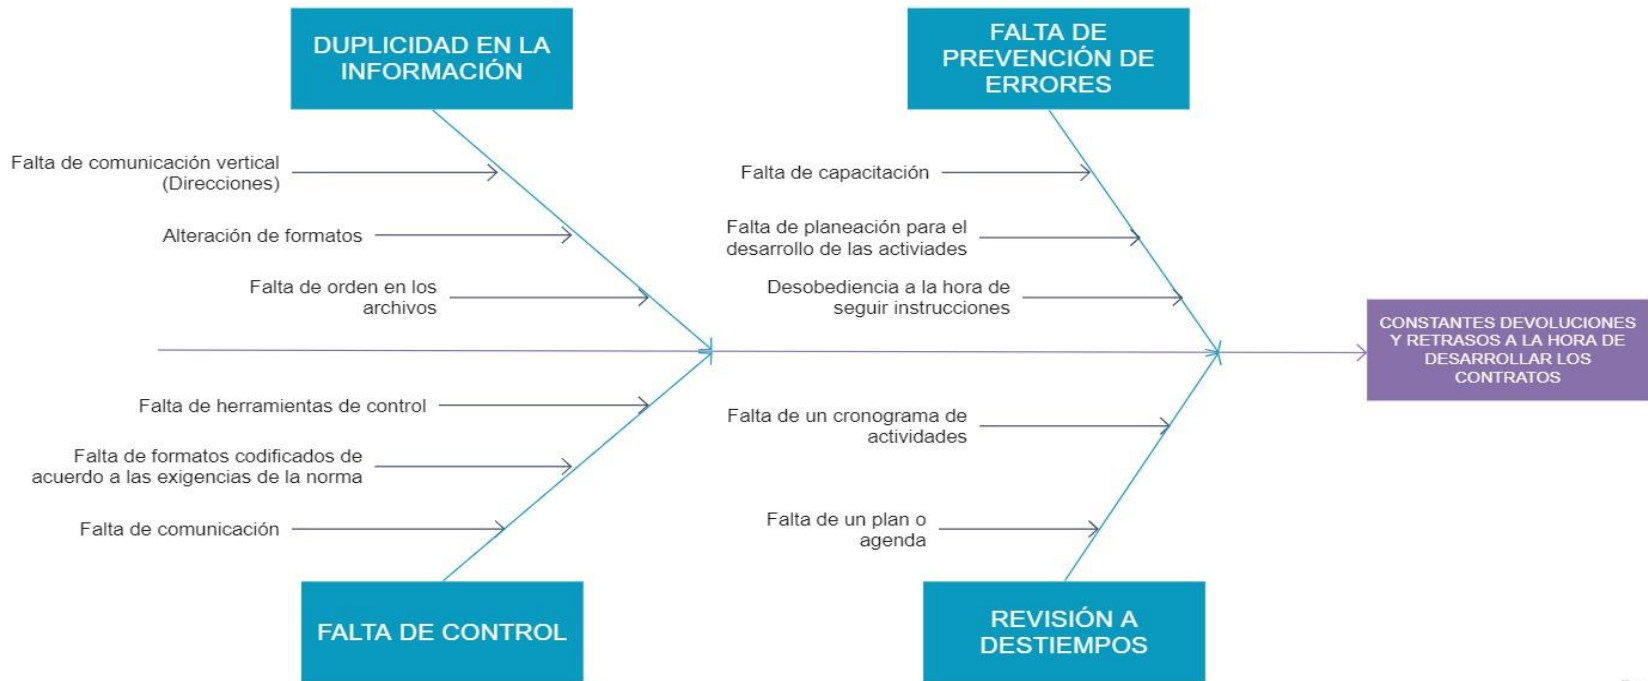 DUPLICIDAD EN LA
INFORMACIÓN
Falta de comunicación vertical
(Direcciones)
Alteración de formatos
Falta de orden en los
archivos
FALTA DE
PREVENCIÓN DE
ERRORES
Falta de capacitación
Falta de planeación para el
desarrollo de las activiades
Desobediencia a la hora de
seguir instrucciones
CONSTANTES DEVOLUCIONES
Y RETRASOS A LA HORA DE
DESARROLLAR LOS
CONTRATOS
Falta de herramientas de control
Falta de formatos codificados de
acuerdo a las exigencias de la norma
Falta de comunicación
FALTA DE CONTROL
Falta de un cronograma de
actividades
Falta de un plan o
agenda
REVISIÓN A
DESTIEMPOS